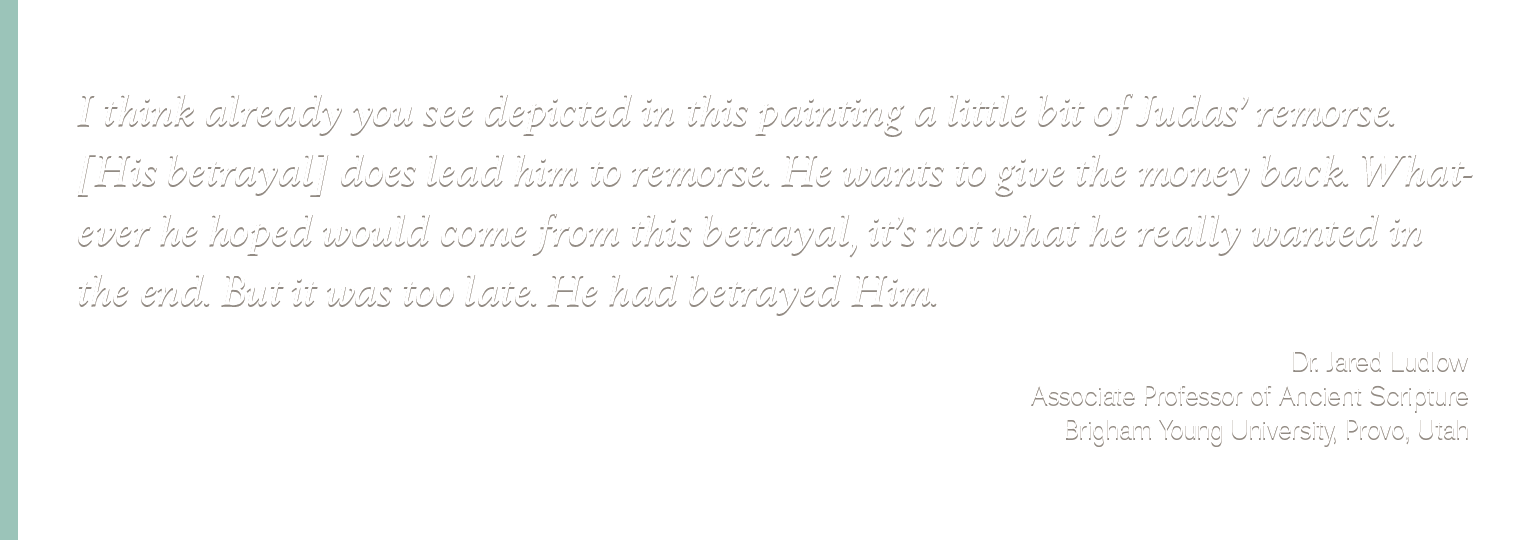 I think already you see depicted in this painting a little bit of Judas’ remorse.
[His betrayal] does lead him to remorse. He wants to give the money back. What-
ever he hoped would come from this betrayal, it’s not what he really wanted in
the end. But it was too late. He had betrayed Him.
Dr. Jared Ludlow
Associate Professor of Ancient Scripture
Brigham Young University, Provo, Utah